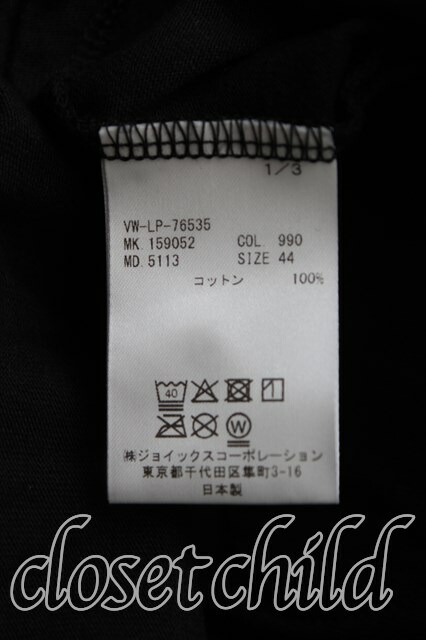 1/3
VW-LP-76535
MK. 159052 COL. 990
MD. 5113 SIZE 44
コットン 100%
40
W
㈱ジョイックスコーポレーション
東京都千代田区隼町3-16
日本製
closet child